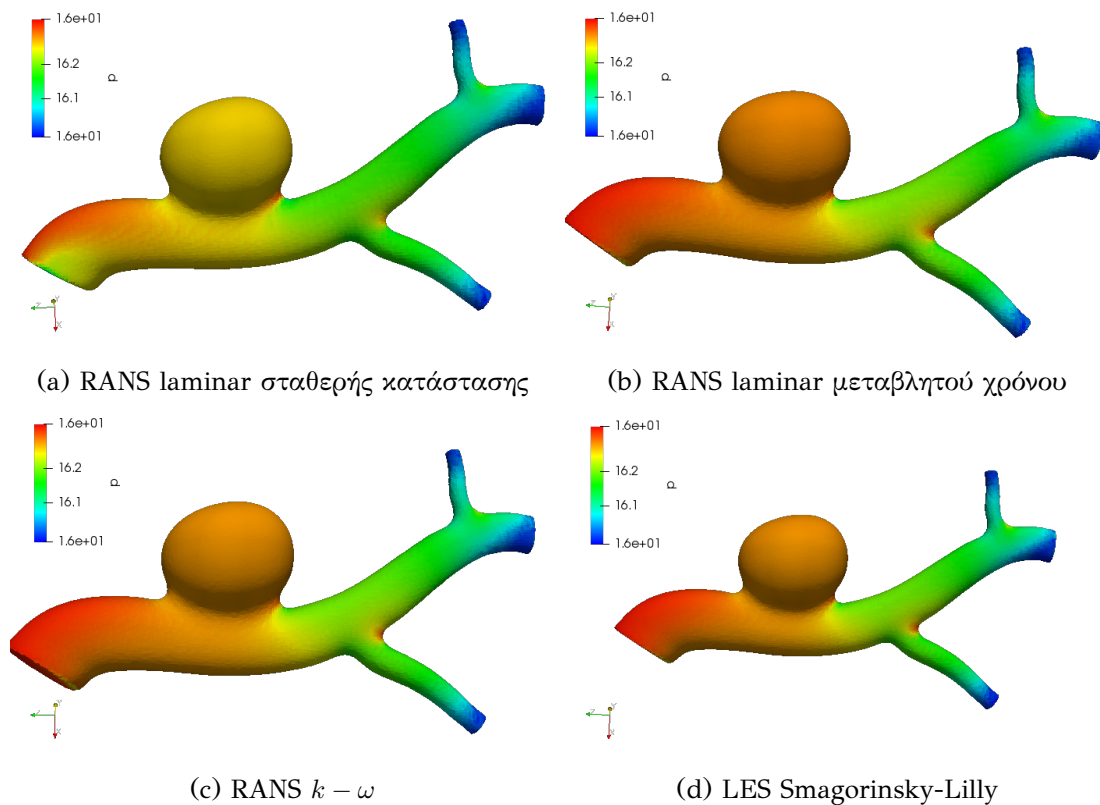 1.6e+01
16.2
p
16.1
1.6e+01
Z
Y
X
1.6e+01
16.2
p
16.1
1.6e+01
Z
Y
X
(a) RANS laminar σταθερής κατάστασης
(b) RANS laminar μεταβλητού χρόνου
1.6e+01
16.2
p
16.1
1.6e+01
Z
Y
X
1.6e+01
16.2
p
16.1
1.6e+01
Z
Y
X
(c) RANS k − ω
(d) LES Smagorinsky-Lilly